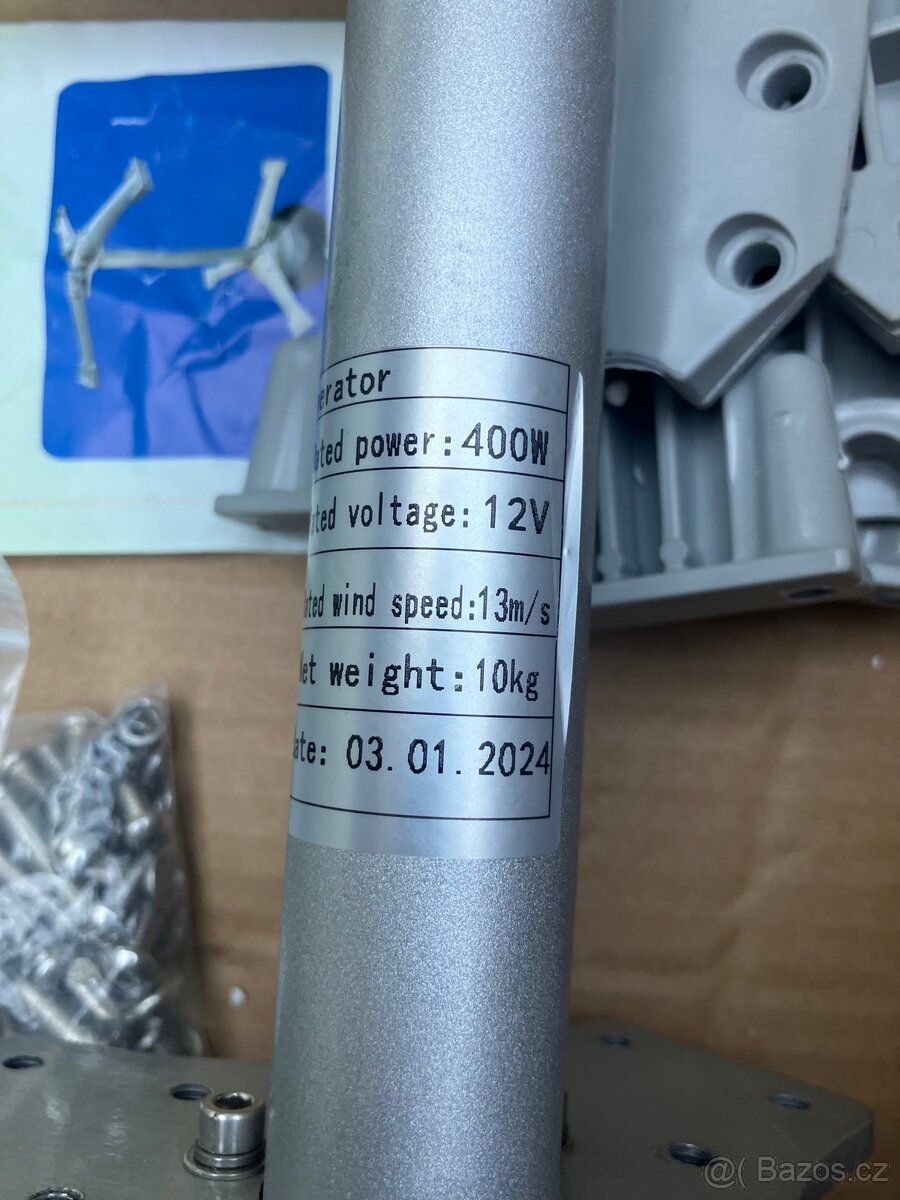 erator
ated power: 400W
ated voltage: 12V
ated wind speed:13m/s
Net weight: 10kg
ate: 03.01.2024
@( Bazos.cz